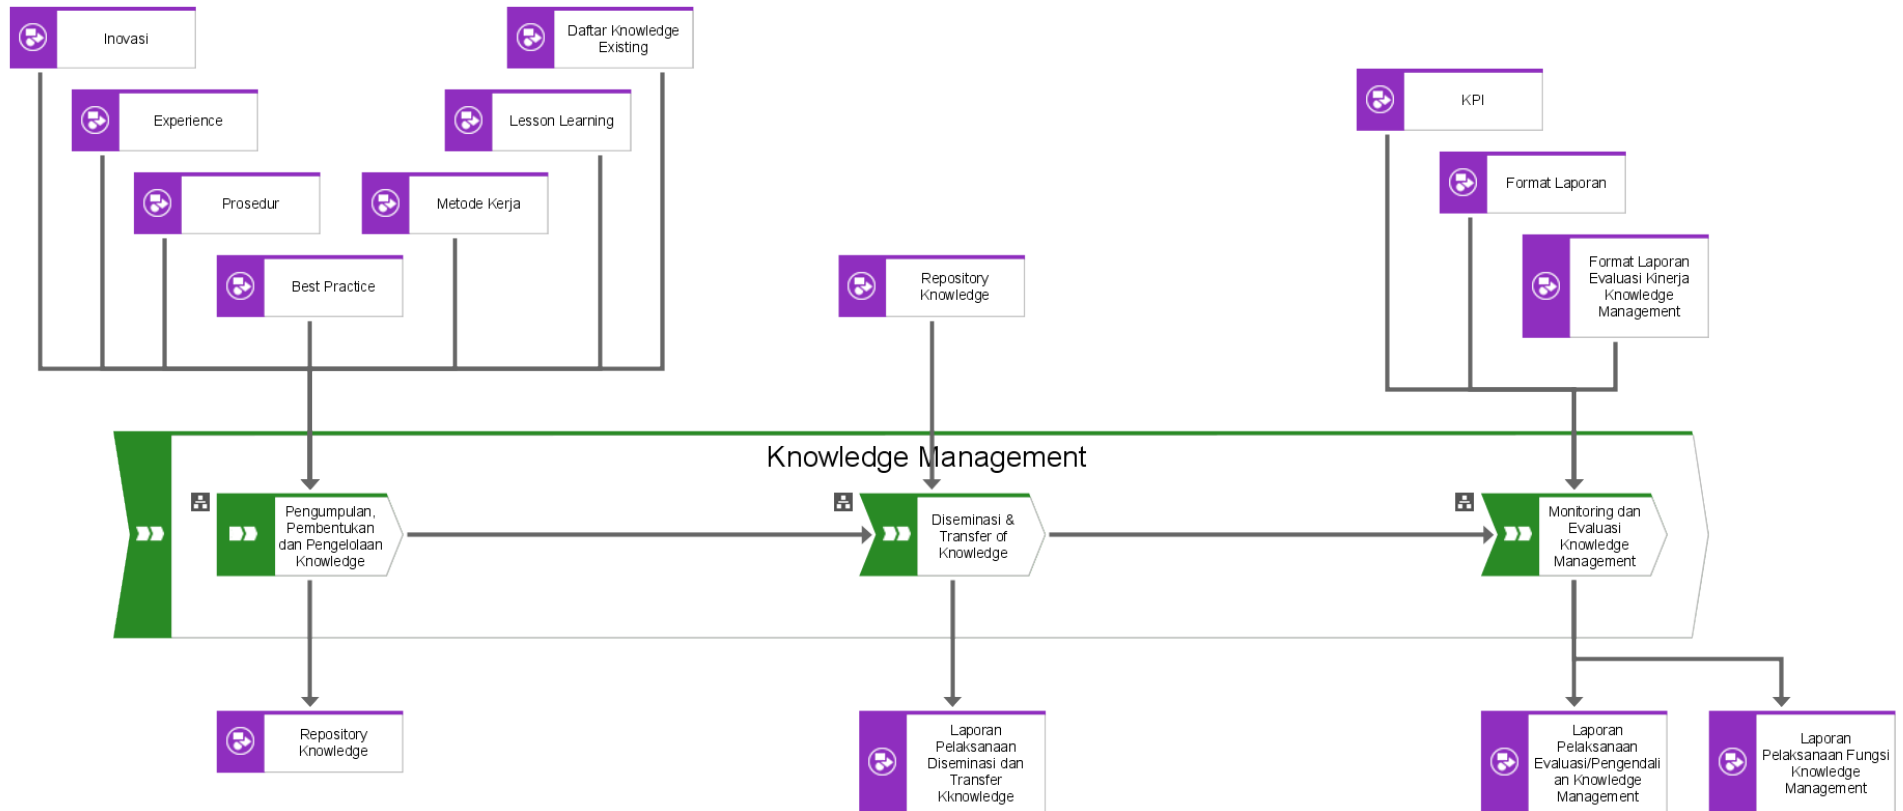 Inovasi
Daftar Knowledge
Existing
KPI
Experience
Lesson Learning
Format Laporan
Prosedur
Metode Kerja
Best Practice
Repository
Knowledge
Format Laporan
Evaluasi Kinerja
Knowledge
Management
Knowledge Management
Pengumpulan,
Pembentukan
dan Pengelolaan
Knowledge
Diseminasi &
Transfer of
Knowledge
Monitoring dan
Evaluasi
Knowledge
Management
Repository
Knowledge
Laporan
Pelaksanaan
Diseminasi dan
Transfer
Kknowledge
Laporan
Pelaksanaan
Evaluasi/Pengendali
an Knowledge
Management
Laporan
Pelaksanaan Fungsi
Knowledge
Management